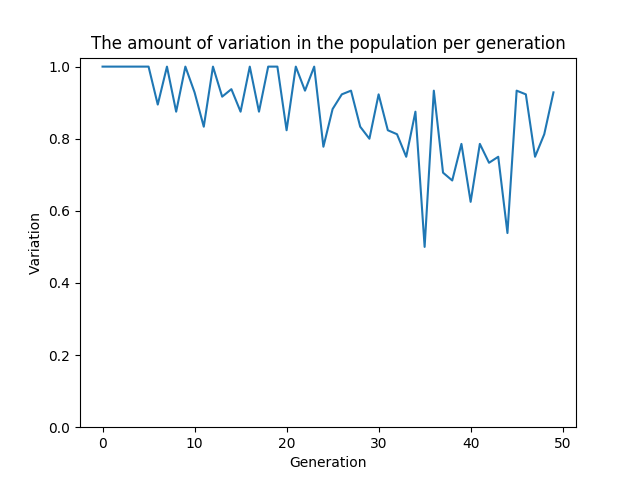 The amount of variation in the population per generation
1.0
0.8
0.6
0.4
0.2
0.0
Variation
0 10 20 30 40 50
Generation